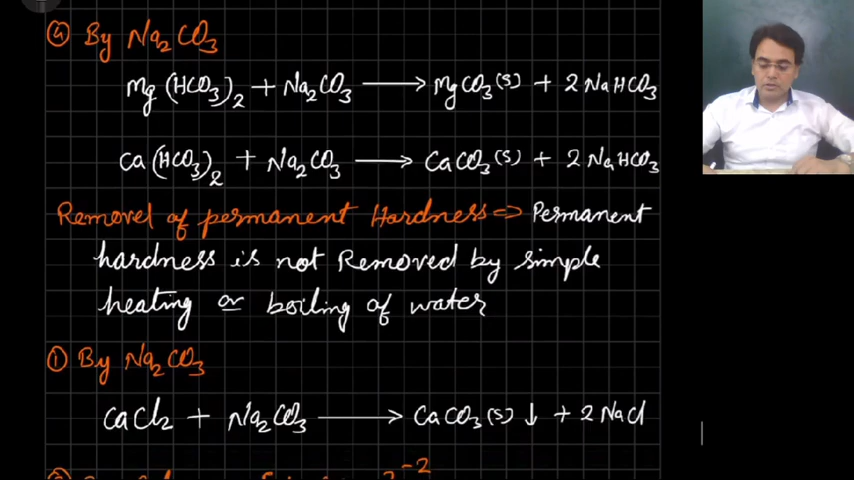 ④ By Na₂CO₃
Mg(HCO₃)₂ + Na₂CO₃ ⟶ MgCO₃(s) + 2NaHCO₃
Ca(HCO₃)₂ + Na₂CO₃ ⟶ CaCO₃(s) + 2NaHCO₃
Removel of permanent Hardness ⇒ Permanent
hardness is not Removed by simple
heating or boiling of water
① By Na₂CO₃
CaCl₂ + Na₂CO₃ ⟶ CaCO₃(s)↓ + 2NaCl